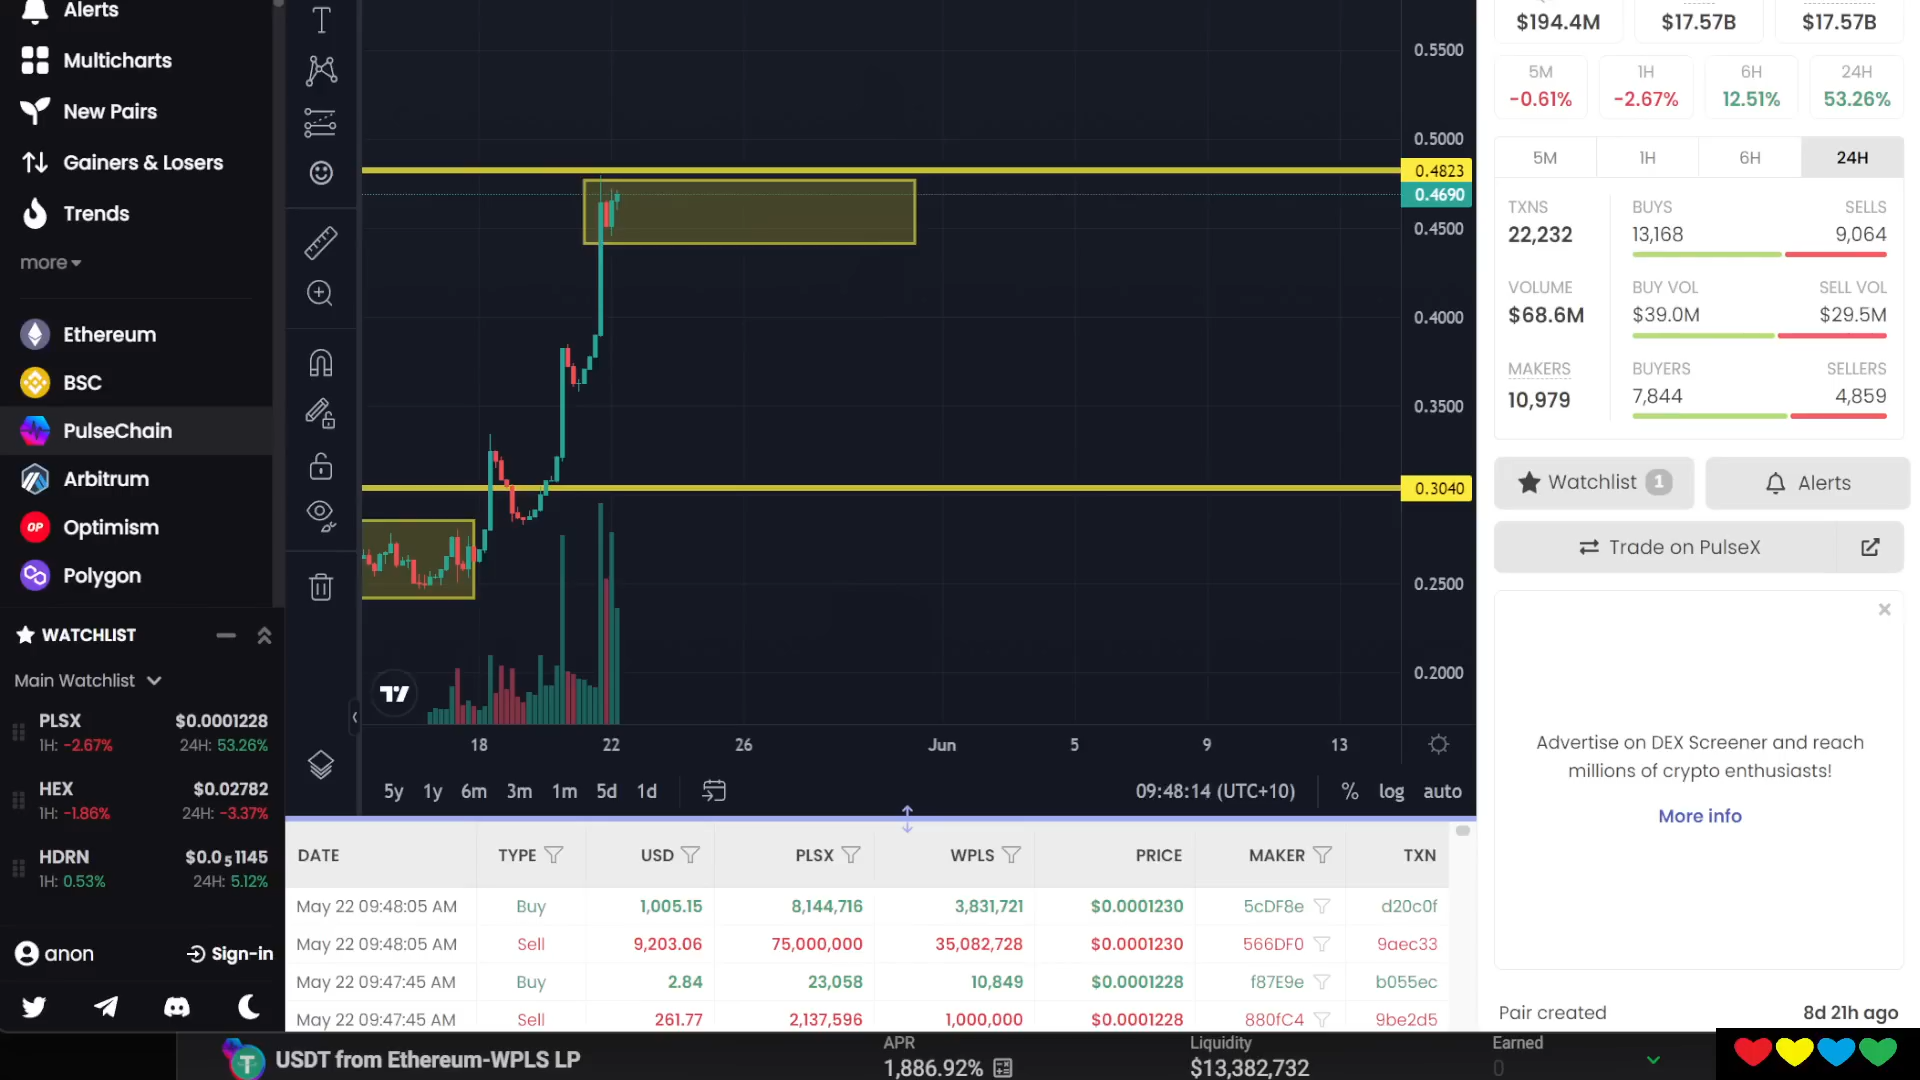 Alerts
Multicharts
New Pairs
Gainers & Losers
Trends
more
Ethereum
BSC
PulseChain
Arbitrum
OP Optimism
Polygon
WATCHLIST
Main Watchlist
PLSX $0.0001228
1H: -2.67% 24H: 53.26%
HEX $0.02782
1H: -1.86% 24H: -3.37%
HDRN $0.0₅1145
1H: 0.53% 24H: 5.12%
anon Sign-in
T
0.5500
0.5000
0.4823
0.4690
0.4500
0.4000
0.3500
0.3040
0.2500
0.2000
18 22 26 Jun 5 9 13
5y 1y 6m 3m 1m 5d 1d 09:48:14 (UTC+10) % log auto
DATE TYPE USD PLSX WPLS PRICE MAKER TXN
May 22 09:48:05 AM Buy 1,005.15 8,144,716 3,831,721 $0.0001230 5cDF8e d20c0f
May 22 09:48:05 AM Sell 9,203.06 75,000,000 35,082,728 $0.0001230 566DF0 9aec33
May 22 09:47:45 AM Buy 2.84 23,058 10,849 $0.0001228 f87E9e b055ec
May 22 09:47:45 AM Sell 261.77 2,137,596 1,000,000 $0.0001228 880fC4 9be2d5
$194.4M $17.57B $17.57B
5M 1H 6H 24H
-0.61% -2.67% 12.51% 53.26%
5M 1H 6H 24H
TXNS BUYS SELLS
22,232 13,168 9,064
VOLUME BUY VOL SELL VOL
$68.6M $39.0M $29.5M
MAKERS BUYERS SELLERS
10,979 7,844 4,859
Watchlist 1 Alerts
Trade on PulseX
Advertise on DEX Screener and reach
millions of crypto enthusiasts!
More info
Pair created 8d 21h ago
USDT from Ethereum-WPLS LP
APR
1,886.92%
Liquidity
$13,382,732
Earned
0